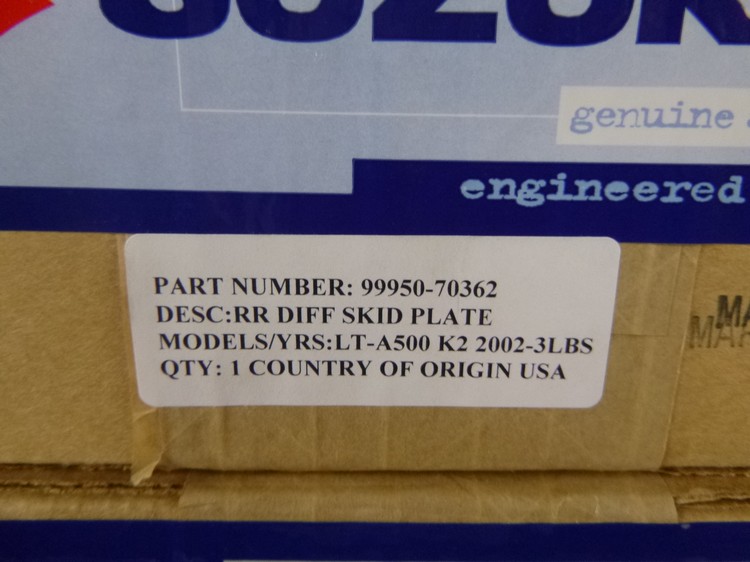 SUZUK
genuine
engineered
PART NUMBER: 99950-70362
DESC:RR DIFF SKID PLATE
MODELS/YRS:LT-A500 K2 2002-3LBS
QTY: 1 COUNTRY OF ORIGIN USA